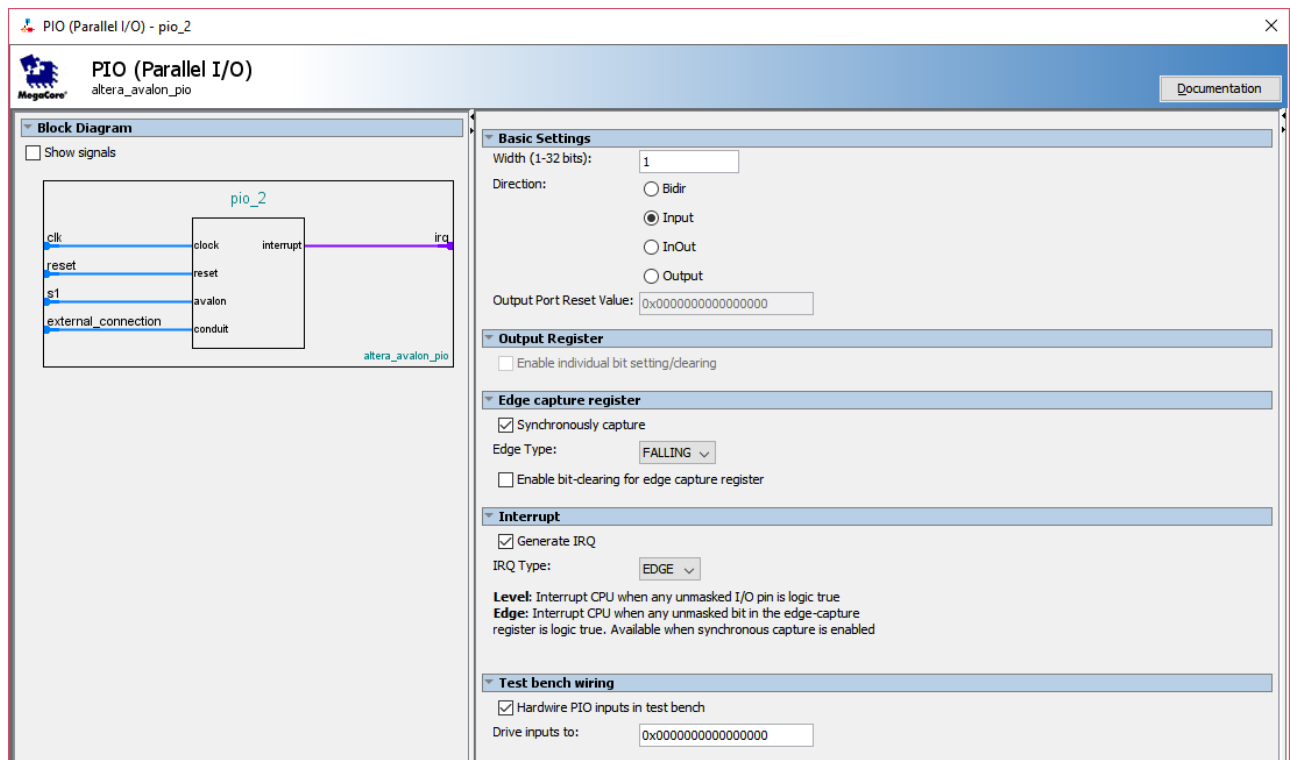 PIO (Parallel I/O) - pio_2
MegaCore®
PIO (Parallel I/O)
altera_avalon_pio
Documentation
Block Diagram
Show signals
pio_2
clk
clock
interrupt
irq
reset
reset
s1
avalon
external_connection
conduit
altera_avalon_pio
Basic Settings
Width (1-32 bits): 1
Direction:
Bidir
Input
InOut
Output
Output Port Reset Value: 0x0000000000000000
Output Register
Enable individual bit setting/clearing
Edge capture register
Synchronously capture
Edge Type: FALLING
Enable bit-clearing for edge capture register
Interrupt
Generate IRQ
IRQ Type: EDGE
Level: Interrupt CPU when any unmasked I/O pin is logic true
Edge: Interrupt CPU when any unmasked bit in the edge-capture
register is logic true. Available when synchronous capture is enabled
Test bench wiring
Hardwire PIO inputs in test bench
Drive inputs to: 0x0000000000000000